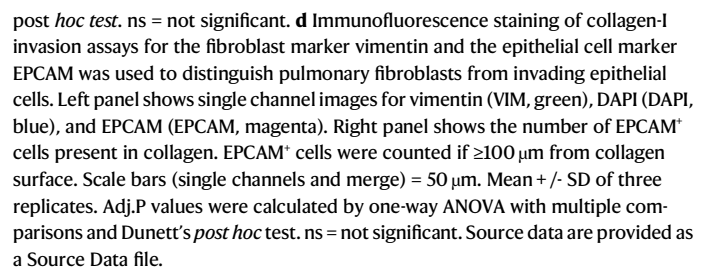 post hoc test. ns = not significant. d Immunofluorescence staining of collagen-I
invasion assays for the fibroblast marker vimentin and the epithelial cell marker
EPCAM was used to distinguish pulmonary fibroblasts from invading epithelial
cells. Left panel shows single channel images for vimentin (VIM, green), DAPI (DAPI,
blue), and EPCAM (EPCAM, magenta). Right panel shows the number of EPCAM⁺
cells present in collagen. EPCAM⁺ cells were counted if ≥100 μm from collagen
surface. Scale bars (single channels and merge) = 50 μm. Mean +/- SD of three
replicates. Adj.P values were calculated by one-way ANOVA with multiple com-
parisons and Dunett's post hoc test. ns = not significant. Source data are provided as
a Source Data file.